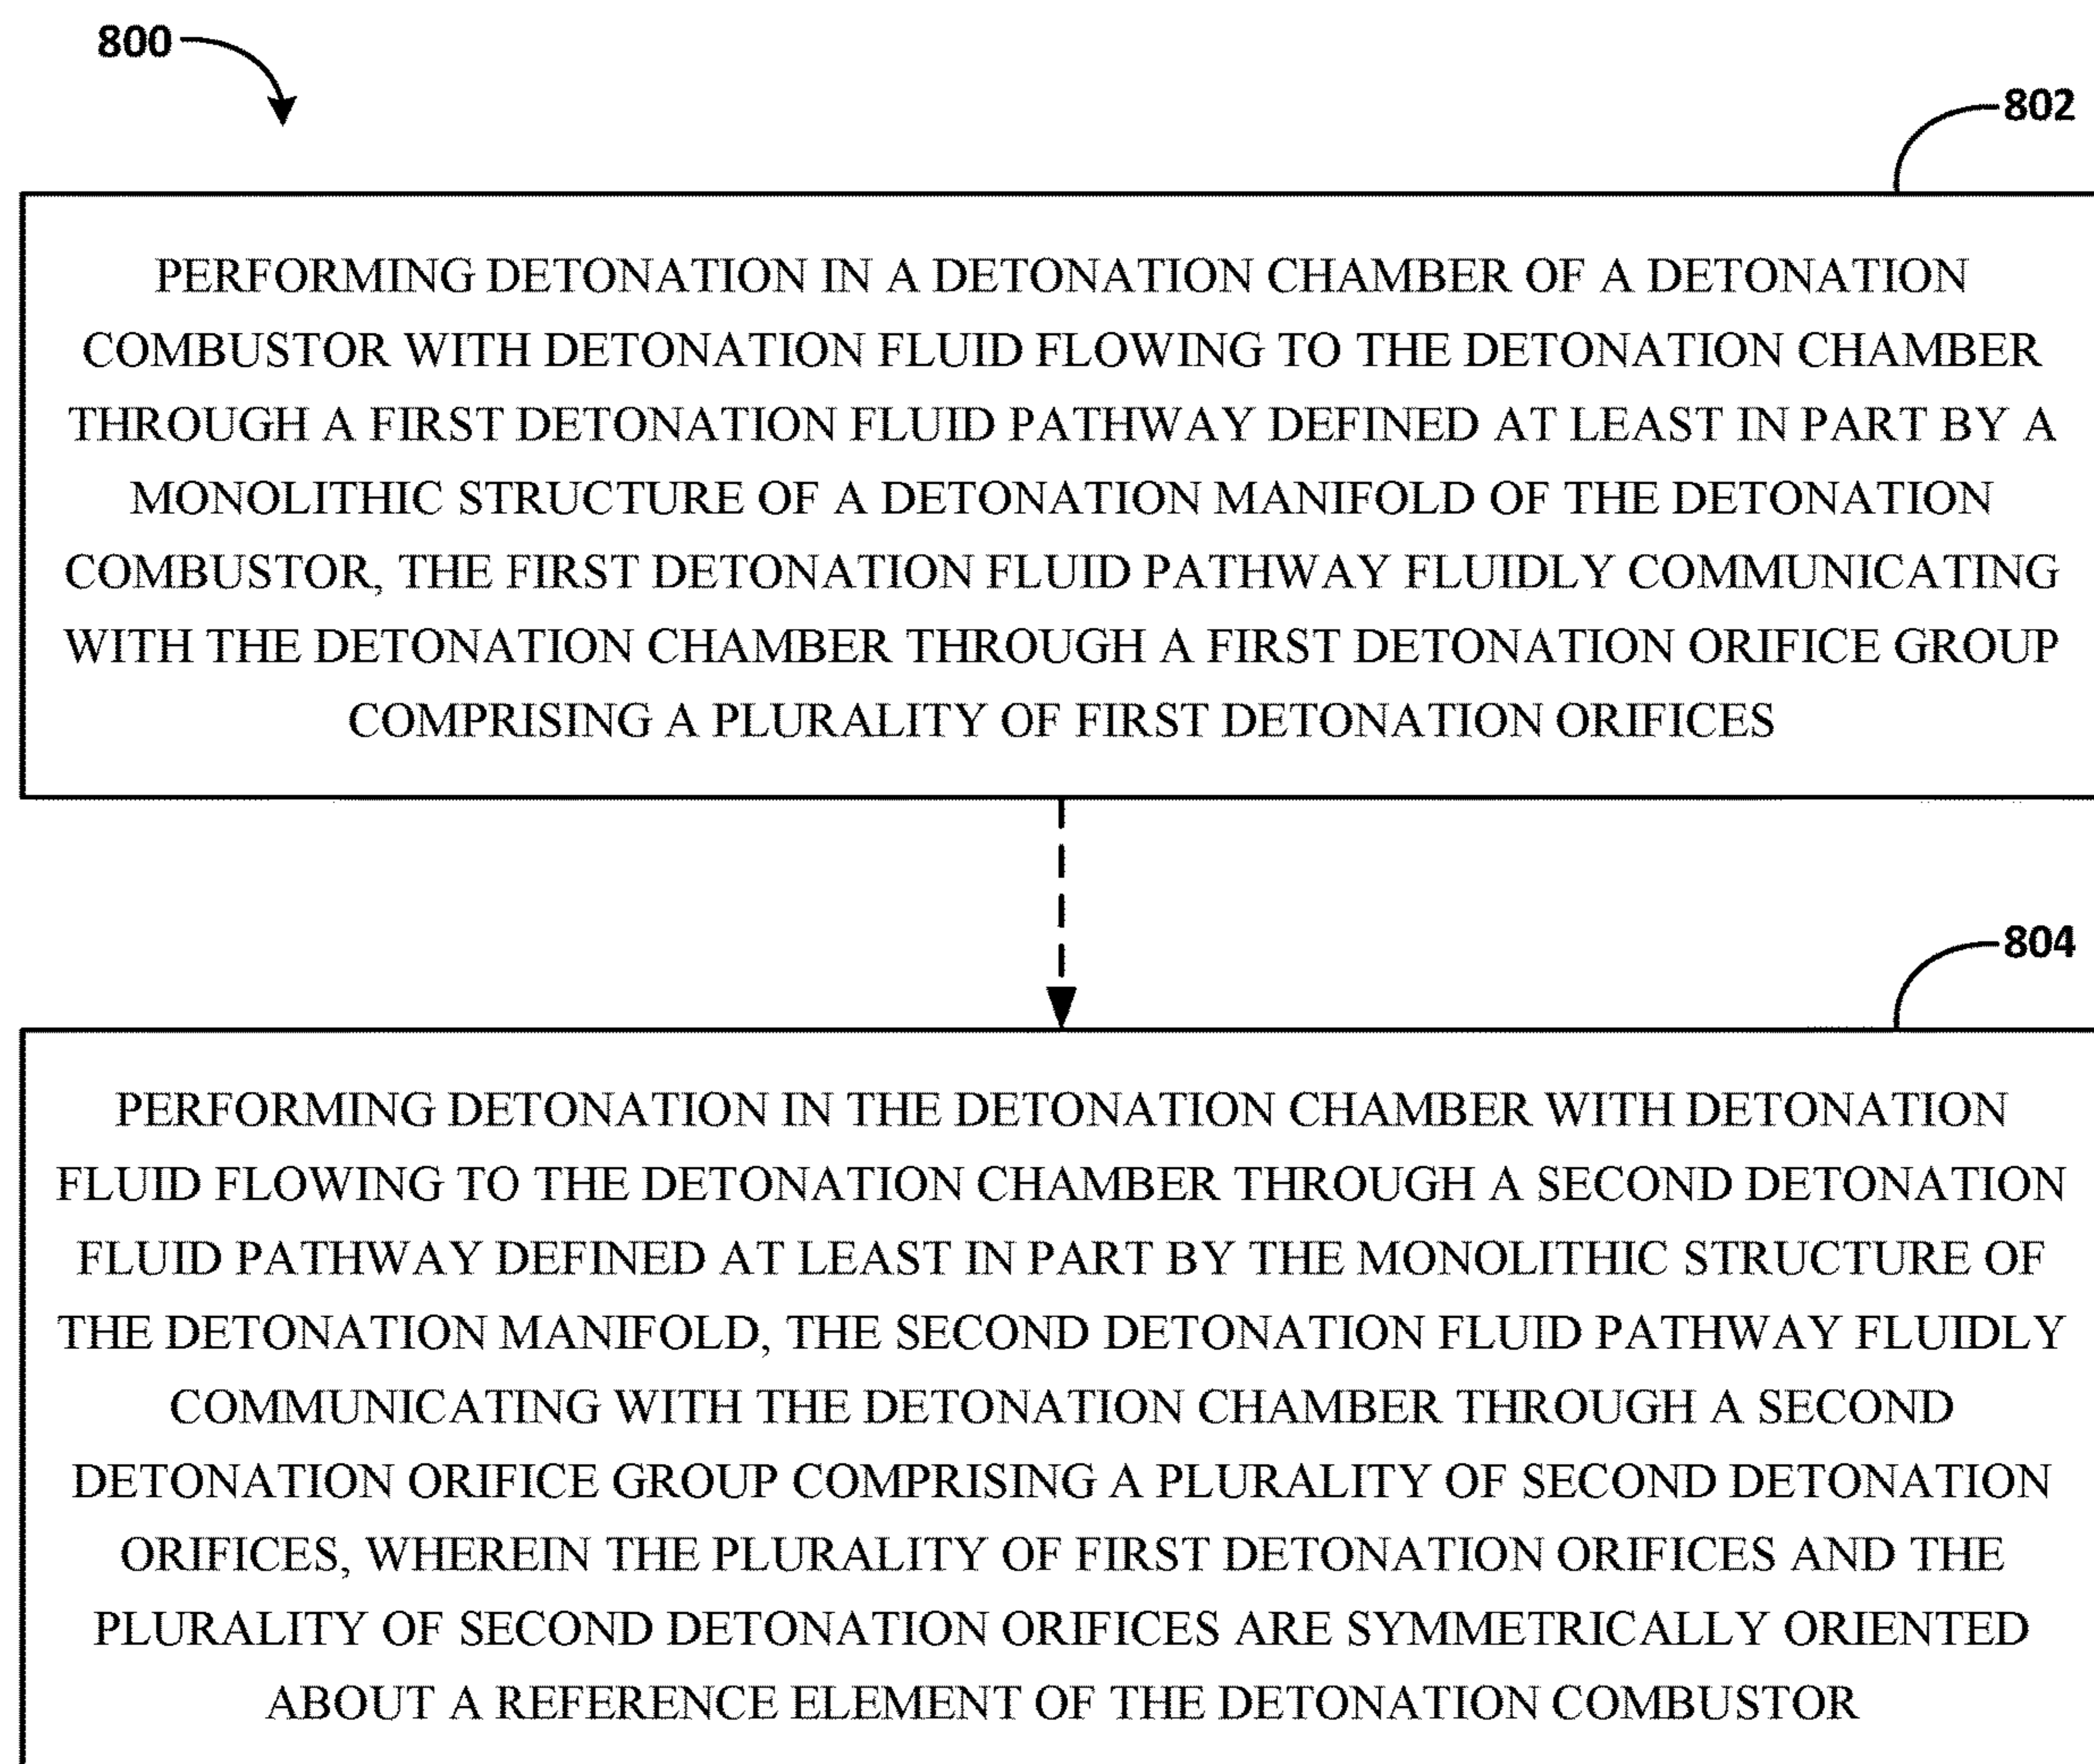 800
802
PERFORMING DETONATION IN A DETONATION CHAMBER OF A DETONATION
COMBUSTOR WITH DETONATION FLUID FLOWING TO THE DETONATION CHAMBER
THROUGH A FIRST DETONATION FLUID PATHWAY DEFINED AT LEAST IN PART BY A
MONOLITHIC STRUCTURE OF A DETONATION MANIFOLD OF THE DETONATION
COMBUSTOR, THE FIRST DETONATION FLUID PATHWAY FLUIDLY COMMUNICATING
WITH THE DETONATION CHAMBER THROUGH A FIRST DETONATION ORIFICE GROUP
COMPRISING A PLURALITY OF FIRST DETONATION ORIFICES
804
PERFORMING DETONATION IN THE DETONATION CHAMBER WITH DETONATION
FLUID FLOWING TO THE DETONATION CHAMBER THROUGH A SECOND DETONATION
FLUID PATHWAY DEFINED AT LEAST IN PART BY THE MONOLITHIC STRUCTURE OF
THE DETONATION MANIFOLD, THE SECOND DETONATION FLUID PATHWAY FLUIDLY
COMMUNICATING WITH THE DETONATION CHAMBER THROUGH A SECOND
DETONATION ORIFICE GROUP COMPRISING A PLURALITY OF SECOND DETONATION
ORIFICES, WHEREIN THE PLURALITY OF FIRST DETONATION ORIFICES AND THE
PLURALITY OF SECOND DETONATION ORIFICES ARE SYMMETRICALLY ORIENTED
ABOUT A REFERENCE ELEMENT OF THE DETONATION COMBUSTOR